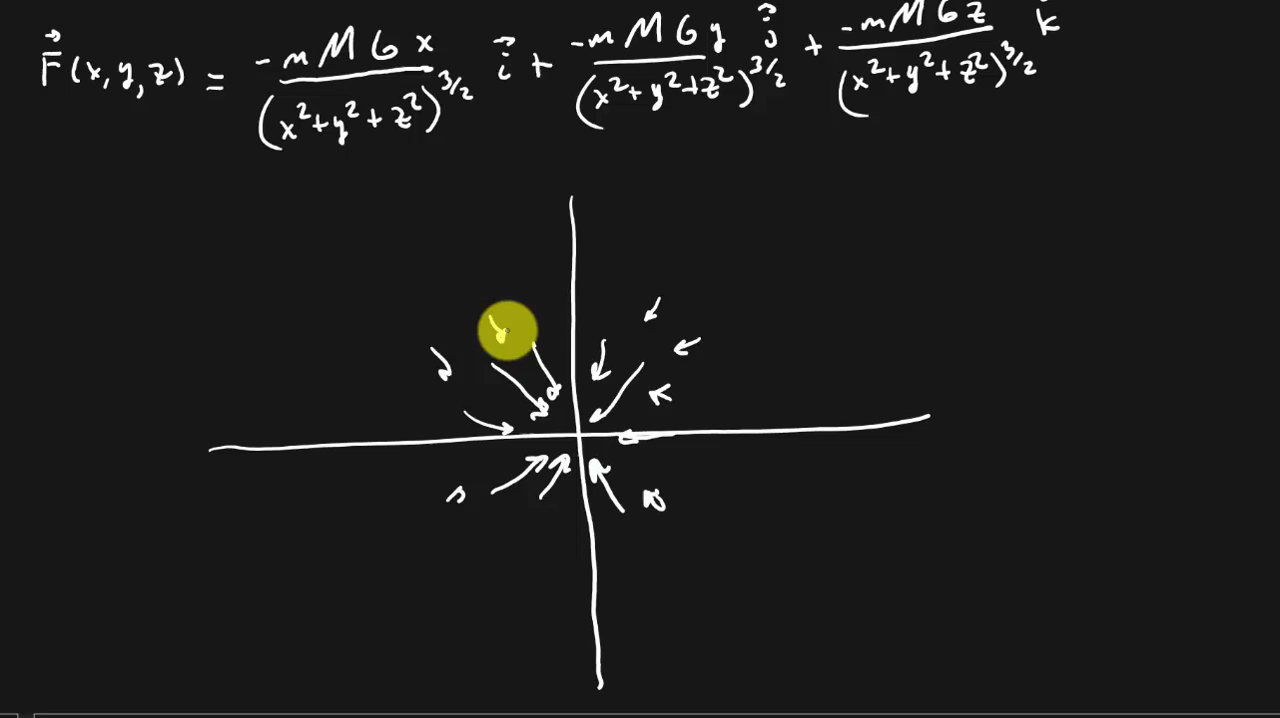 F⃗(x, y, z) = -mMGx/(x²+y²+z²)^3/2 i⃗ + -mMGy/(x²+y²+z²)^3/2 j⃗ + -mMGz/(x²+y²+z²)^3/2 k⃗